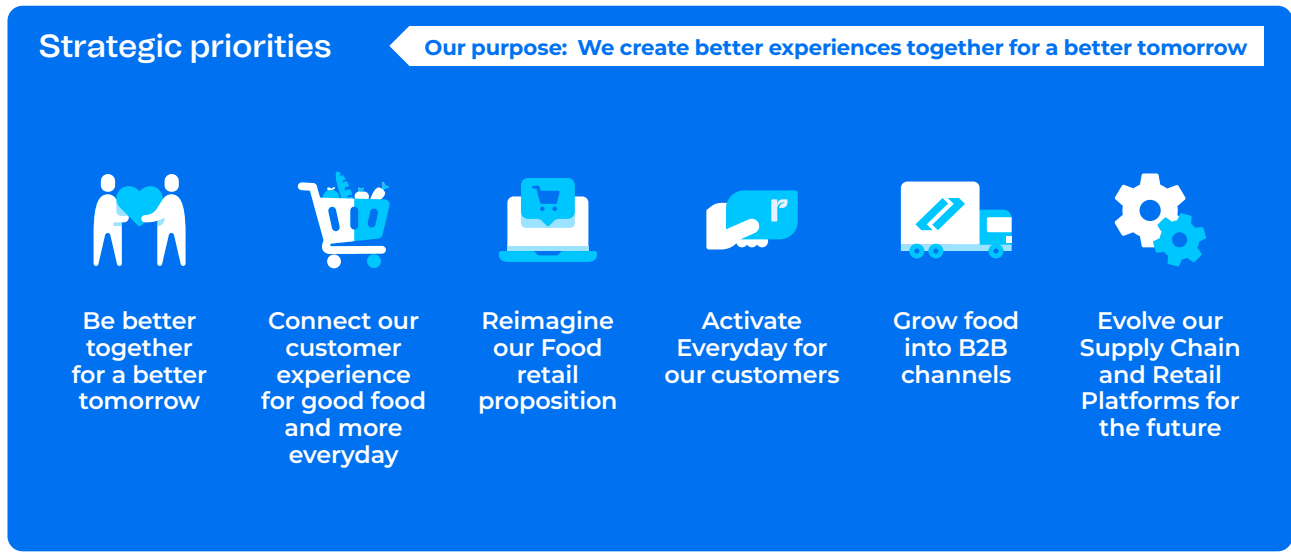 Strategic priorities
Our purpose: We create better experiences together for a better tomorrow
r
Be better
together
for a better
tomorrow
Connect our
customer
experience
for good food
and more
everyday
Reimagine
our Food
retail
proposition
Activate
Everyday for
our customers
Grow food
into B2B
channels
Evolve our
Supply Chain
and Retail
Platforms for
the future